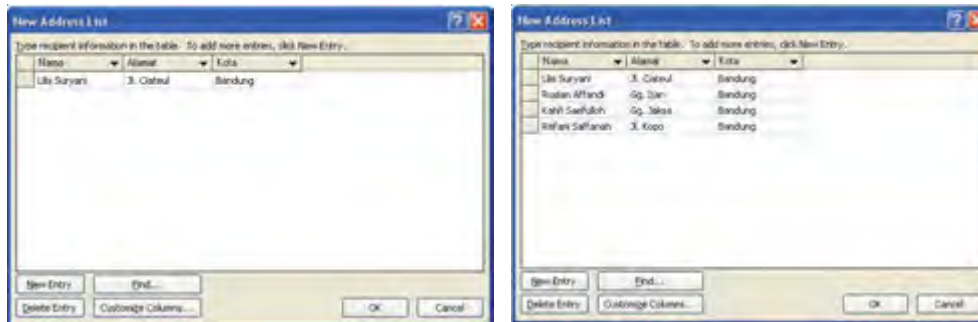 New Address List
Type recipient information in the table. To add more entries, click New Entry.
Nama Alamat Kota
Lilis Suryani Jl. Ciateul Bandung
New Entry Find...
Delete Entry Customize Columns...
OK Cancel
New Address List
Type recipient information in the table. To add more entries, click New Entry.
Nama Alamat Kota
Lilis Suryani Jl. Ciateul Bandung
Affandi Gg. Bandung
Kahfi Saefulloh Gg. Jaksa Bandung
Saffanah Jl. Kopo Bandung
New Entry Find...
Delete Entry Customize Columns...
OK Cancel